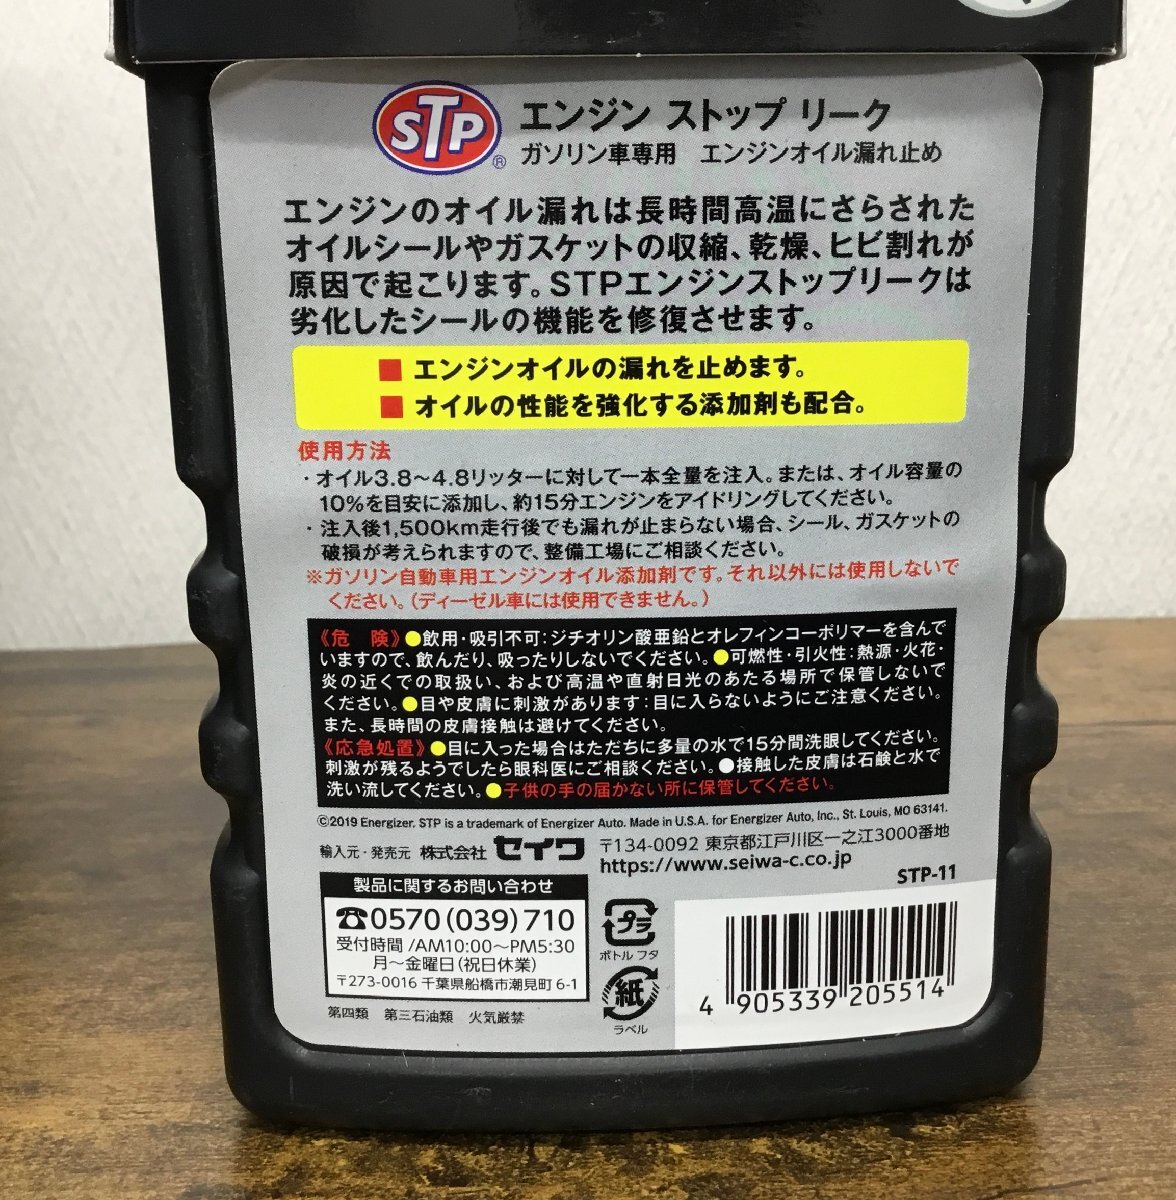 STP®
エンジン ストップ リーク
ガソリン車専用 エンジンオイル漏れ止め
エンジンのオイル漏れは長時間高温にさらされた
オイルシールやガスケットの収縮、乾燥、ヒビ割れが
原因で起こります。STPエンジンストップリークは
劣化したシールの機能を修復させます。
■ エンジンオイルの漏れを止めます。
■ オイルの性能を強化する添加剤も配合。
使用方法
・オイル3.8〜4.8リッターに対して一本全量を注入。または、オイル容量の
10%を目安に添加し、約15分エンジンをアイドリングしてください。
・注入後1,500km走行後でも漏れが止まらない場合、シール、ガスケットの
破損が考えられますので、整備工場にご相談ください。
※ガソリン自動車用エンジンオイル添加剤です。それ以外には使用しないで
ください。(ディーゼル車には使用できません。)
《危 険》●飲用・吸引不可:ジチオリン酸亜鉛とオレフィンコーポリマーを含んで
いますので、飲んだり、吸ったりしないでください。●可燃性・引火性:熱源・火花・
炎の近くでの取扱い、および高温や直射日光のあたる場所で保管しないで
ください。●目や皮膚に刺激があります:目に入らないようにご注意ください。
また、長時間の皮膚接触は避けてください。
《応急処置》●目に入った場合はただちに多量の水で15分間洗眼してください。
刺激が残るようでしたら眼科医にご相談ください。●接触した皮膚は石鹸と水で
洗い流してください。●子供の手の届かない所に保管してください。
©2019 Energizer. STP is a trademark of Energizer Auto. Made in U.S.A. for Energizer Auto, Inc., St. Louis, MO 63141.
輸入元・発売元 株式会社 セイワ 〒134-0092 東京都江戸川区一之江3000番地
https://www.seiwa-c.co.jp
STP-11
製品に関するお問い合わせ
☎0570(039)710
受付時間/AM10:00〜PM5:30
月〜金曜日(祝日休業)
〒273-0016 千葉県船橋市潮見町6-1
第四類 第三石油類 火気厳禁
プラ
ボトル フタ
紙
ラベル
4 905339 205514